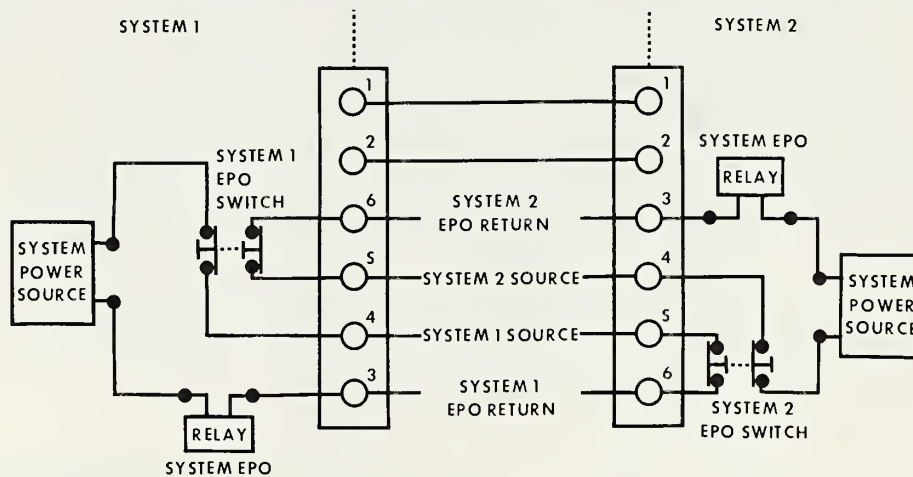 SYSTEM 1
SYSTEM 2
1
2
6
S
4
3
1
2
3
4
S
6
SYSTEM 1
EPO
SWITCH
SYSTEM
POWER
SOURCE
RELAY
SYSTEM EPO
SYSTEM 2
EPO RETURN
SYSTEM 2 SOURCE
SYSTEM 1 SOURCE
SYSTEM 1
EPO RETURN
SYSTEM EPO
RELAY
SYSTEM
POWER
SOURCE
SYSTEM 2
EPO SWITCH